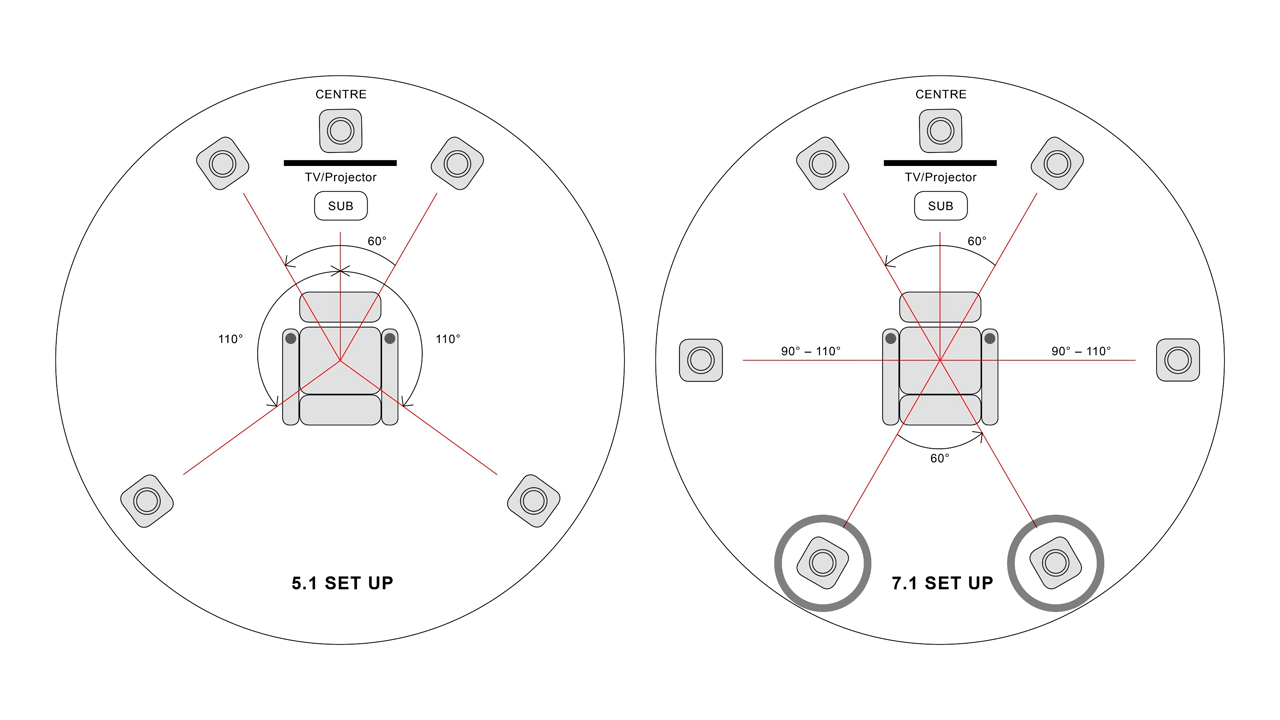 CENTRE
TV/Projector
SUB
60°
110°
110°
5.1 SET UP
CENTRE
TV/Projector
SUB
60°
90° – 110°
90° – 110°
60°
7.1 SET UP